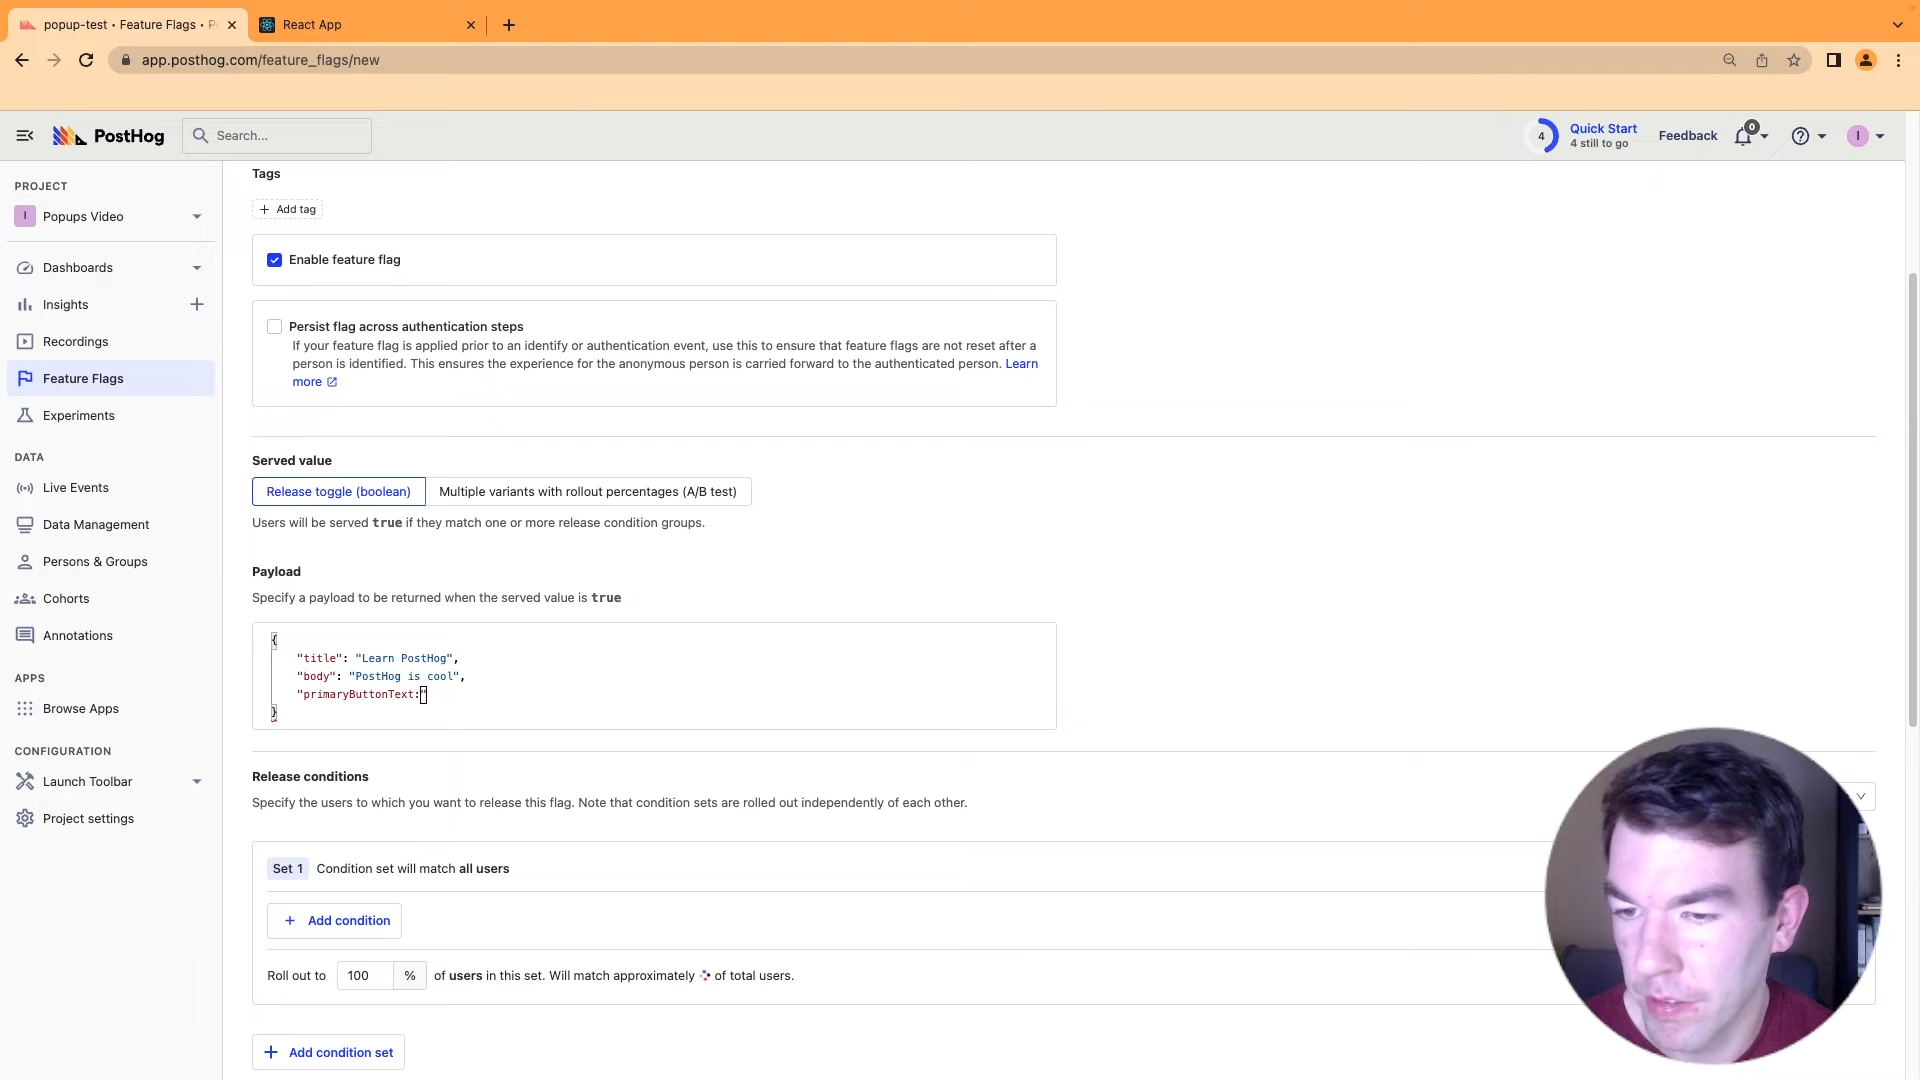 popup-test • Feature Flags • P
React App
app.posthog.com/feature_flags/new
PostHog
Search...
4
Quick Start
4 still to go
Feedback
0
I
PROJECT
I
Popups Video
Dashboards
Insights
Recordings
Feature Flags
Experiments
DATA
Live Events
Data Management
Persons & Groups
Cohorts
Annotations
APPS
Browse Apps
CONFIGURATION
Launch Toolbar
Project settings
Tags
Add tag
Enable feature flag
Persist flag across authentication steps
If your feature flag is applied prior to an identify or authentication event, use this to ensure that feature flags are not reset after a
person is identified. This ensures the experience for the anonymous person is carried forward to the authenticated person. Learn
more
Served value
Release toggle (boolean)
Multiple variants with rollout percentages (A/B test)
Users will be served true if they match one or more release condition groups.
Payload
Specify a payload to be returned when the served value is true
{
"title": "Learn PostHog",
"body": "PostHog is cool",
"primaryButtonText:"
}
Release conditions
Specify the users to which you want to release this flag. Note that condition sets are rolled out independently of each other.
Set 1 Condition set will match all users
+ Add condition
Roll out to 100 % of users in this set. Will match approximately of total users.
+ Add condition set